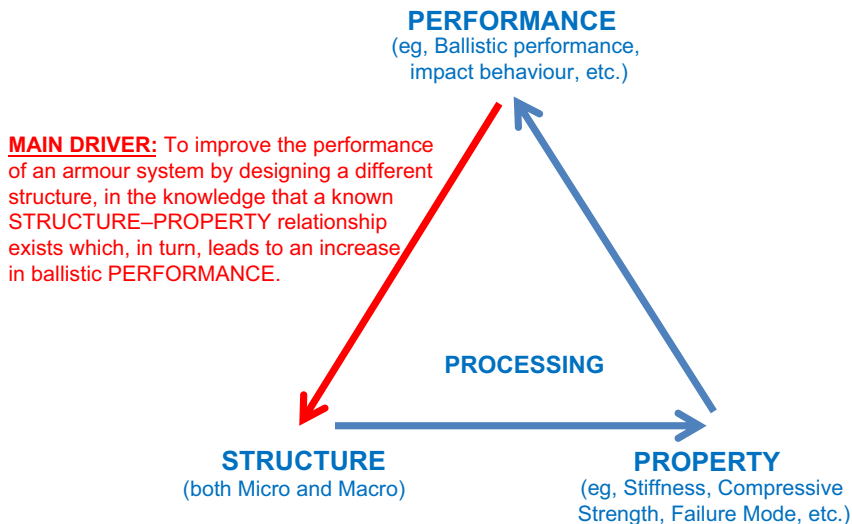 PERFORMANCE
(eg, Ballistic performance,
impact behaviour, etc.)
MAIN DRIVER: To improve the performance
of an armour system by designing a different
structure, in the knowledge that a known
STRUCTURE–PROPERTY relationship
exists which, in turn, leads to an increase
in ballistic PERFORMANCE.
PROCESSING
STRUCTURE
(both Micro and Macro)
PROPERTY
(eg, Stiffness, Compressive
Strength, Failure Mode, etc.)